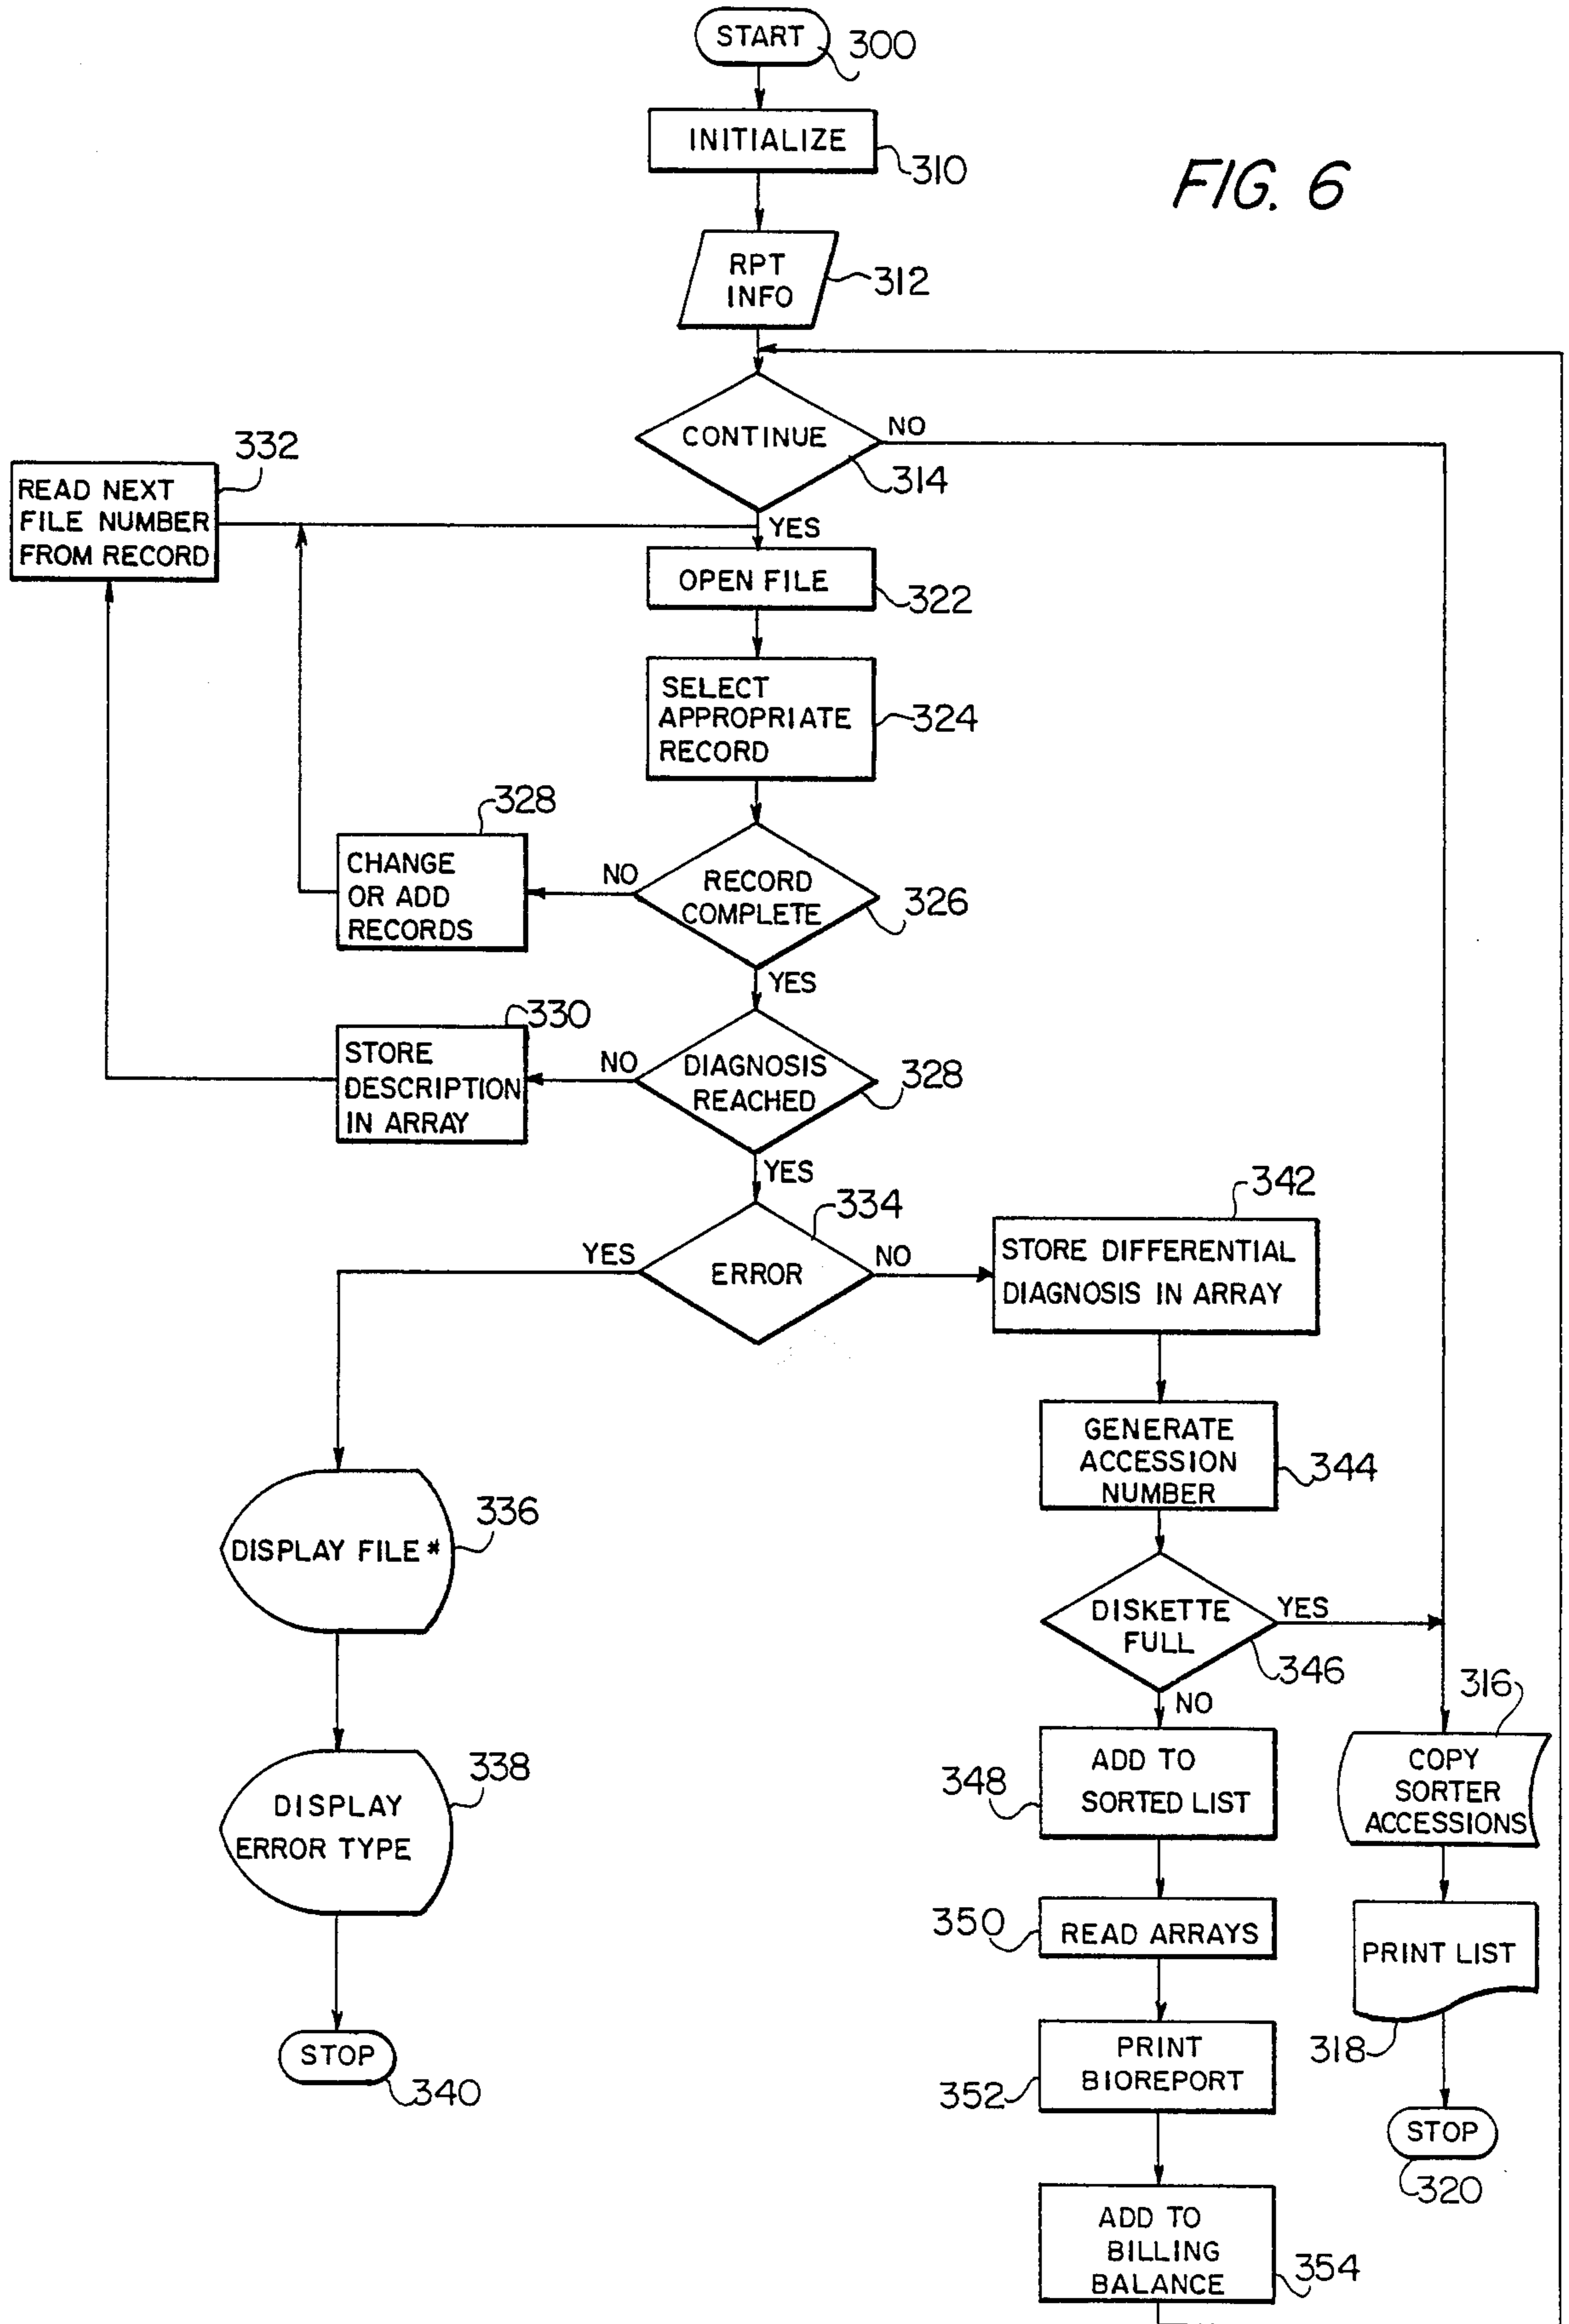 START
300
INITIALIZE
310
FIG. 6
RPT
INFO
312
CONTINUE
NO
314
332
READ NEXT
FILE NUMBER
FROM RECORD
YES
OPEN FILE
322
SELECT
APPROPRIATE
RECORD
324
328
CHANGE
OR ADD
RECORDS
NO
RECORD
COMPLETE
326
YES
330
STORE
DESCRIPTION
IN ARRAY
NO
DIAGNOSIS
REACHED
328
YES
334
YES
ERROR
NO
342
STORE DIFFERENTIAL
DIAGNOSIS IN ARRAY
GENERATE
ACCESSION
NUMBER
344
DISPLAY FILE #
336
DISKETTE
FULL
YES
346
NO
316
COPY
SORTER
ACCESSIONS
ADD TO
SORTED LIST
348
DISPLAY
ERROR TYPE
338
350
READ ARRAYS
PRINT LIST
318
STOP
340
PRINT
BIOREPORT
352
STOP
320
ADD TO
BILLING
BALANCE
354